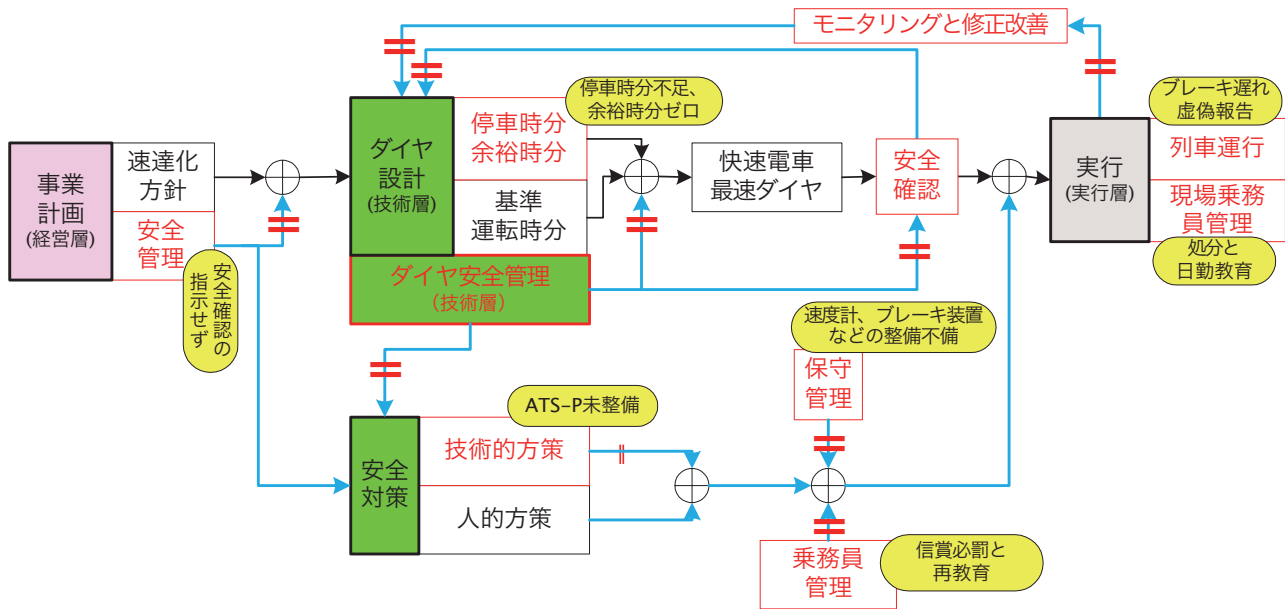 モニタリングと修正改善
停車時分不足、
余裕時分ゼロ
ブレーキ遅れ
虚偽報告
事業
計画
(経営層)
速達化
方針
安全
管理
安全確認の
指示せず
ダイヤ
設計
(技術層)
停車時分
余裕時分
基準
運転時分
ダイヤ安全管理
(技術層)
快速電車
最速ダイヤ
安全
確認
実行
(実行層)
列車運行
現場乗務
員管理
処分と
日勤教育
速度計、ブレーキ装置
などの整備不備
保守
管理
ATS–P未整備
安全
対策
技術的方策
人的方策
乗務員
管理
信賞必罰と
再教育